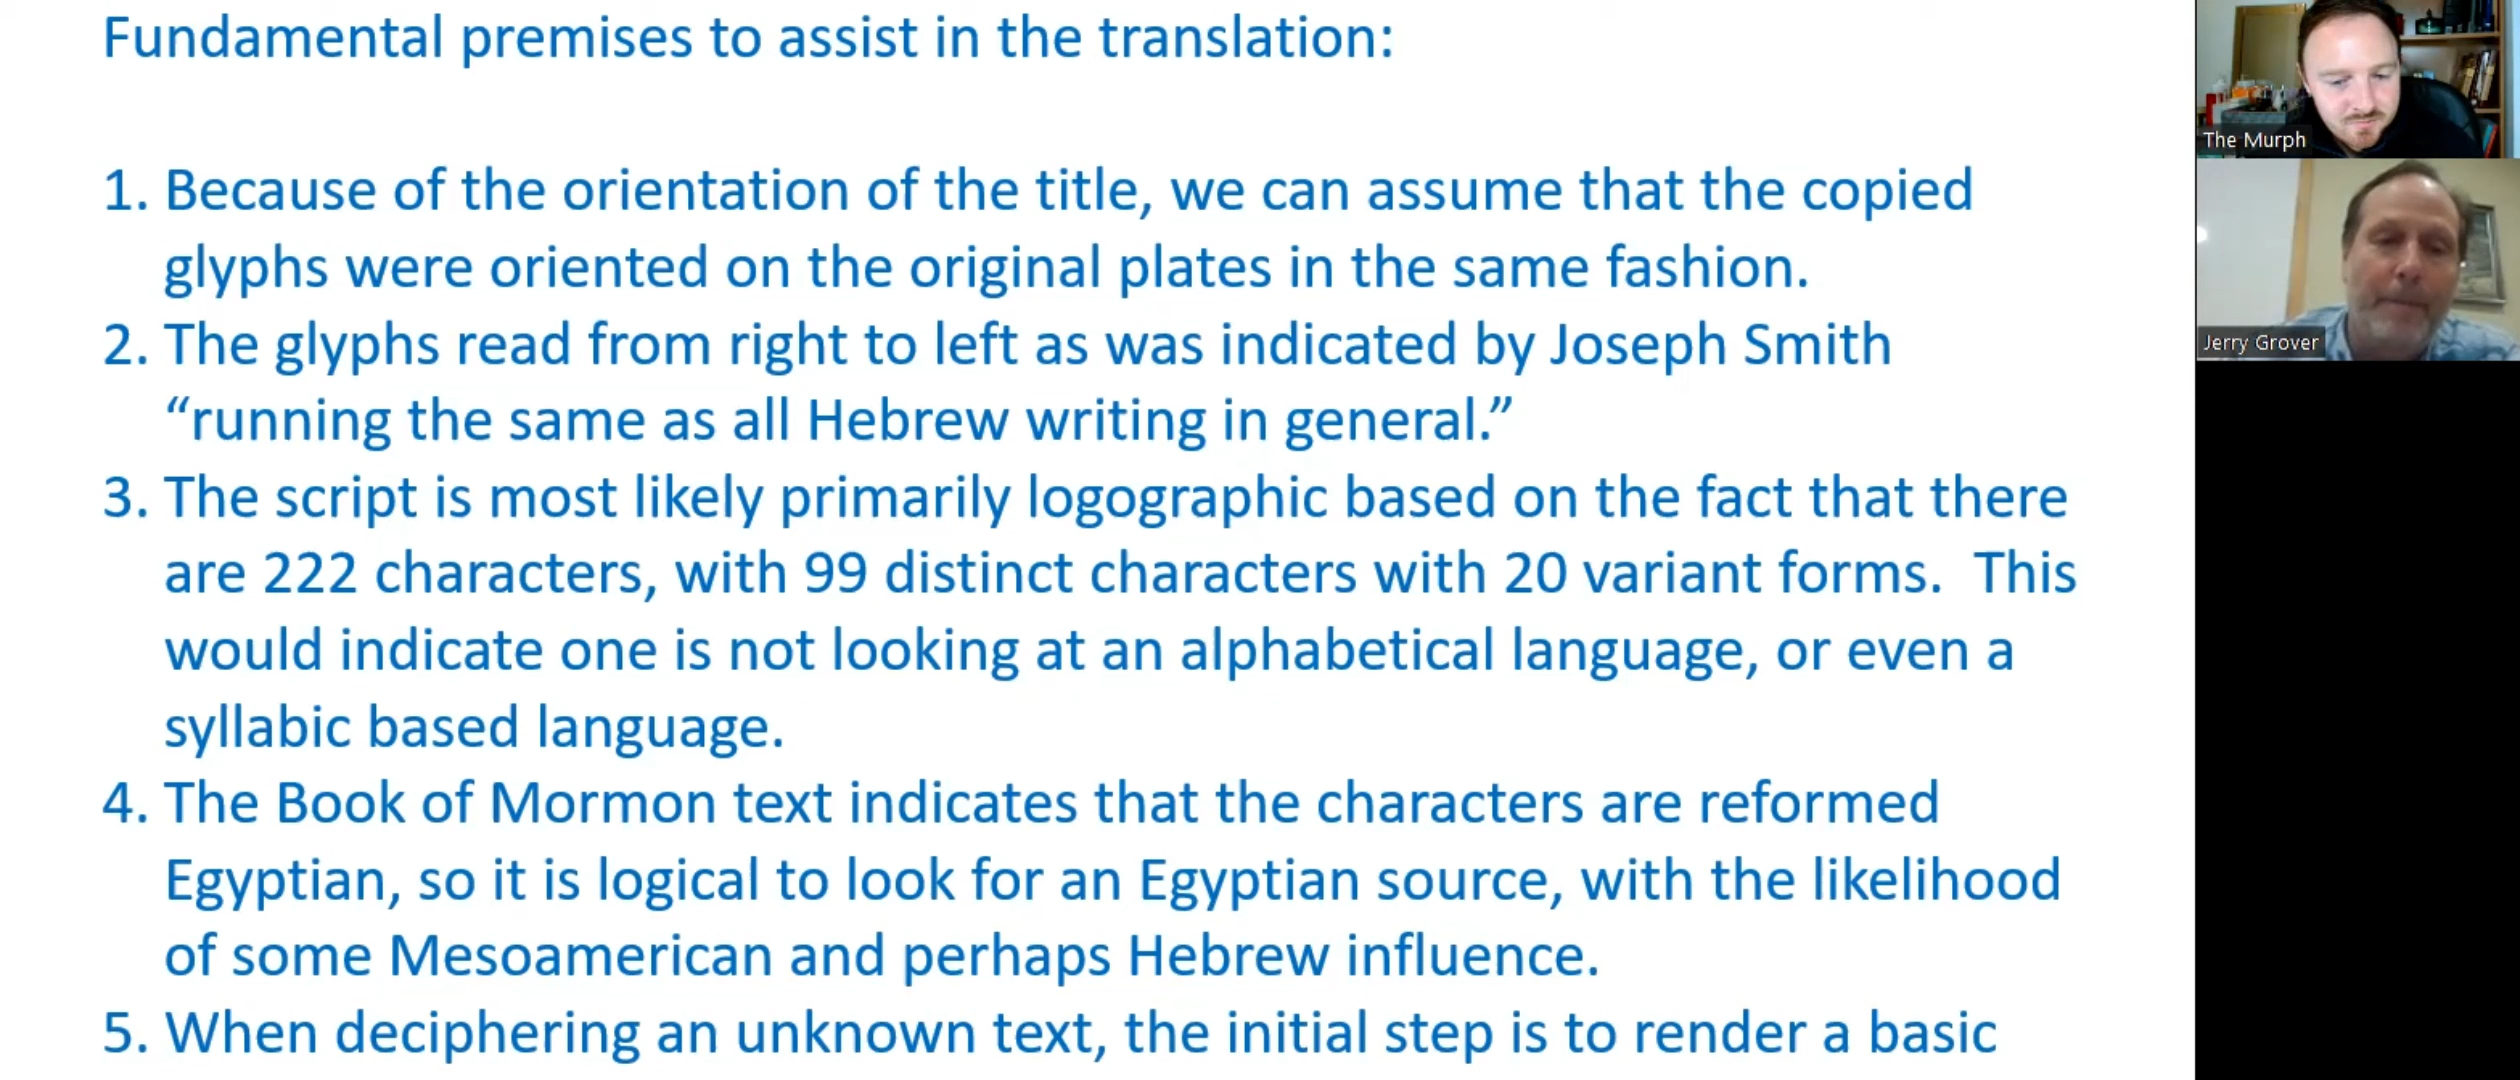 Fundamental premises to assist in the translation:
1. Because of the orientation of the title, we can assume that the copied
glyphs were oriented on the original plates in the same fashion.
2. The glyphs read from right to left as was indicated by Joseph Smith
“running the same as all Hebrew writing in general.”
3. The script is most likely primarily logographic based on the fact that there
are 222 characters, with 99 distinct characters with 20 variant forms.  This
would indicate one is not looking at an alphabetical language, or even a
syllabic based language.
4. The Book of Mormon text indicates that the characters are reformed
Egyptian, so it is logical to look for an Egyptian source, with the likelihood
of some Mesoamerican and perhaps Hebrew influence.
5. When deciphering an unknown text, the initial step is to render a basic
The Murph
Jerry Grover